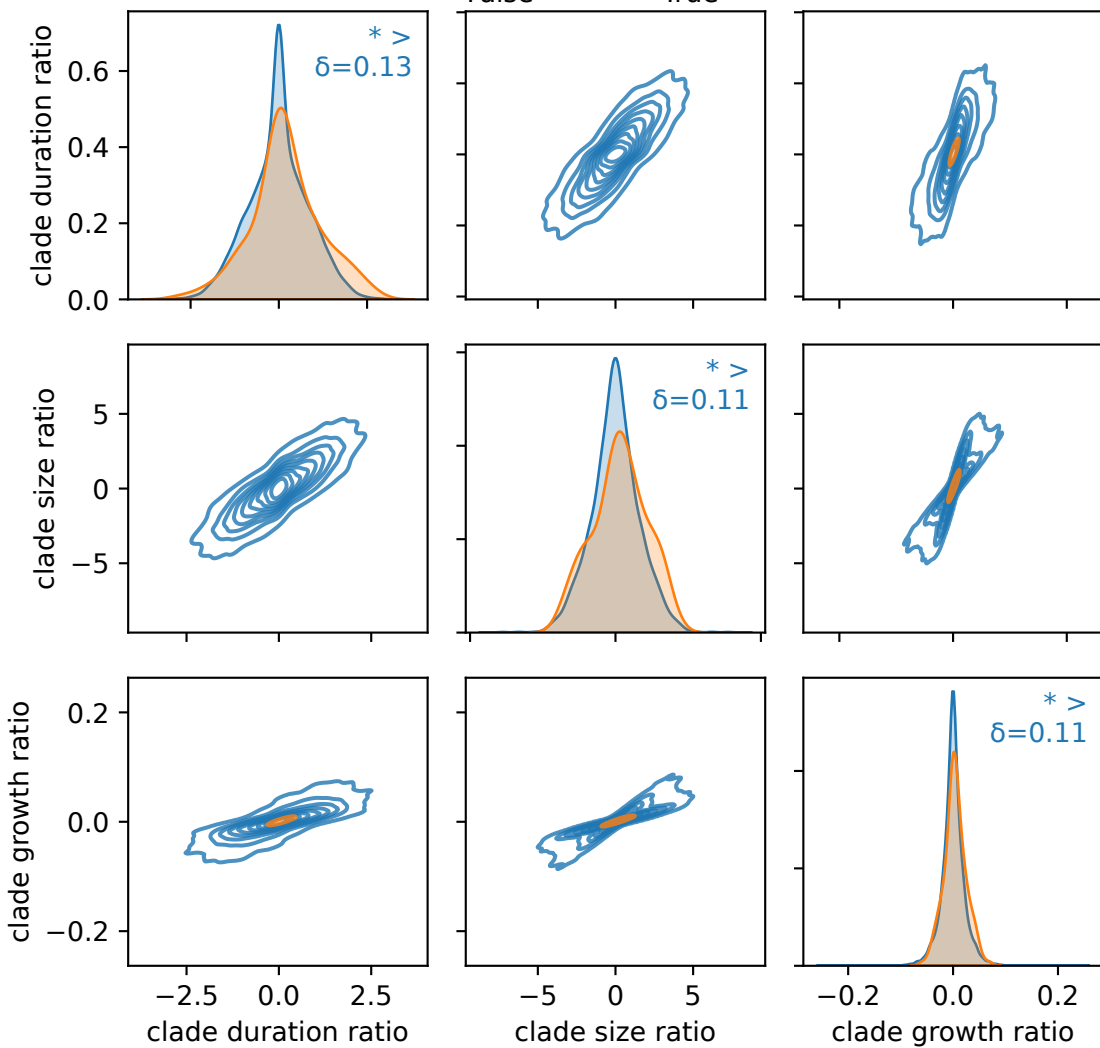 False True
clade duration ratio
0.6
0.4
0.2
0.0
* >
δ=0.13
clade size ratio
5
0
−5
* >
δ=0.11
clade growth ratio
0.2
0.0
−0.2
* >
δ=0.11
−2.5 0.0 2.5
−5 0 5
−0.2 0.0 0.2
clade duration ratio
clade size ratio
clade growth ratio